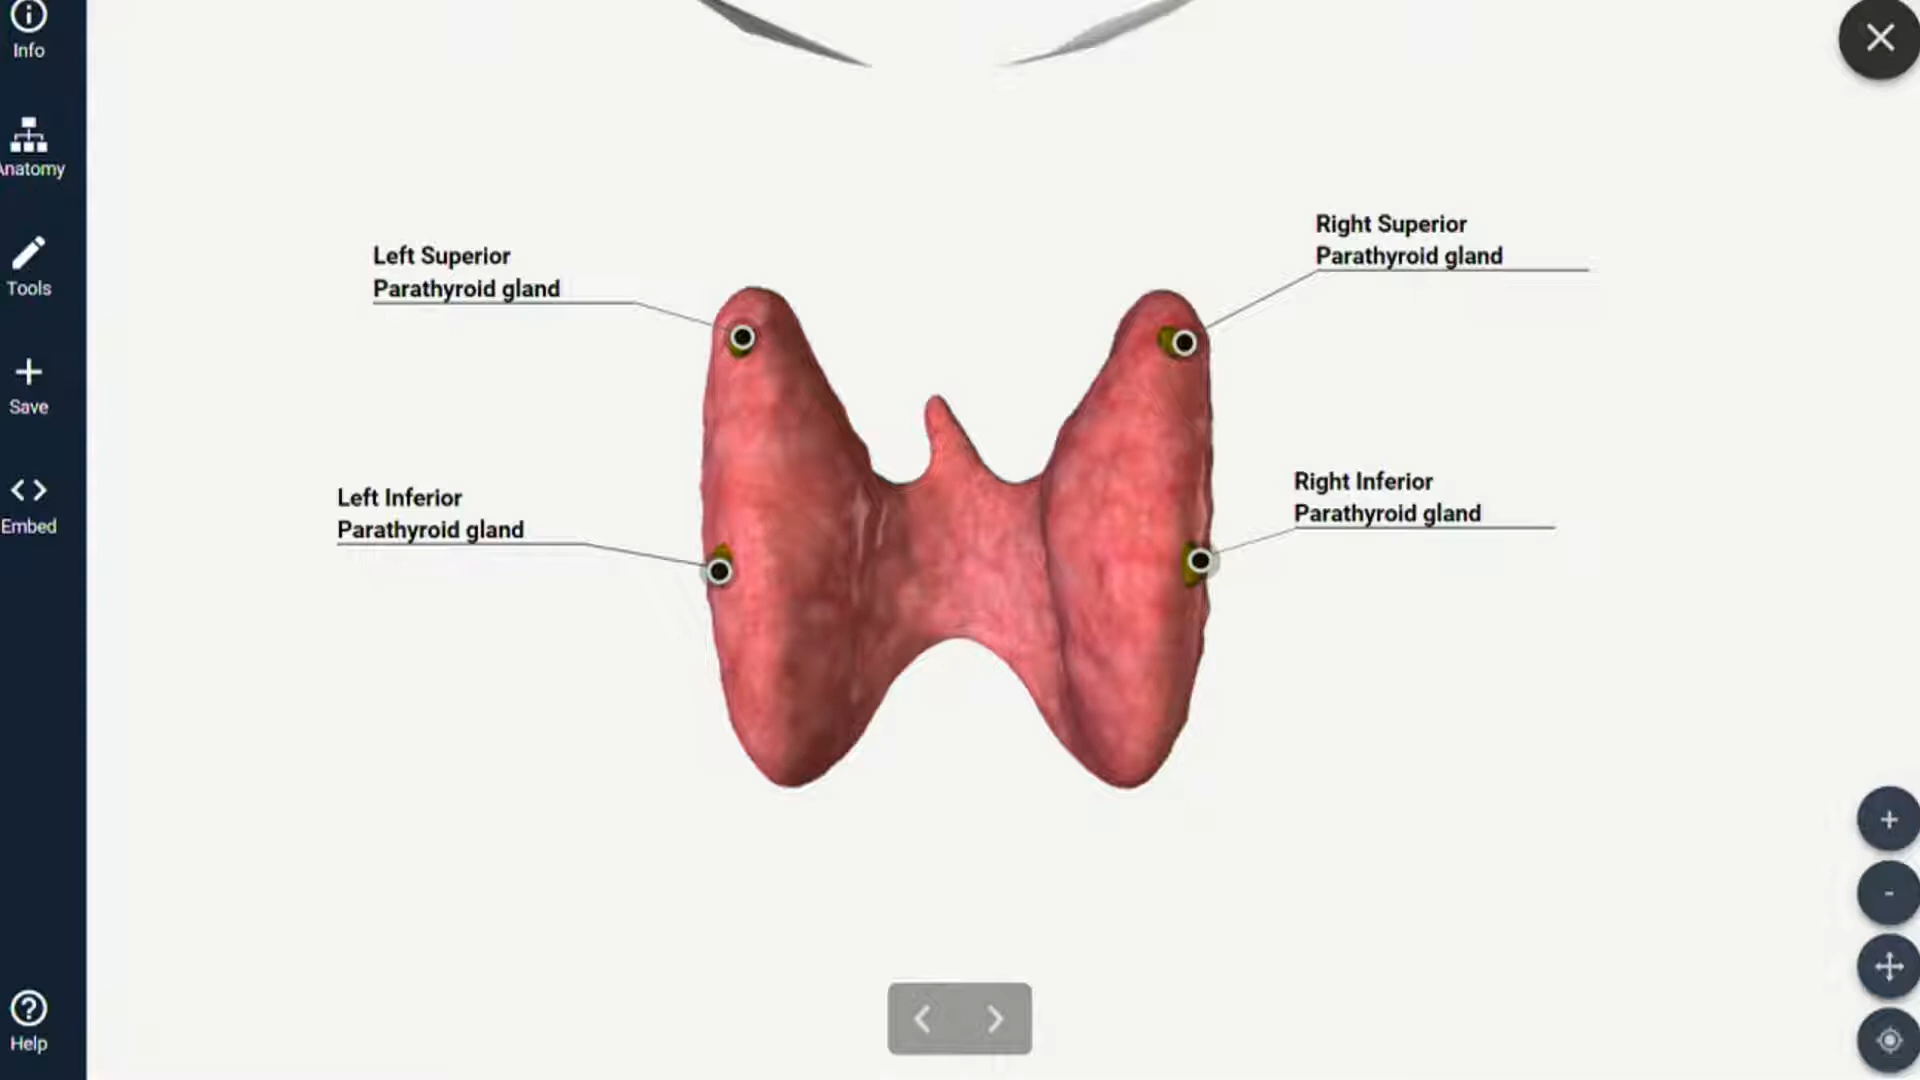 Info
Anatomy
Tools
Save
Embed
Help
Left Superior
Parathyroid gland
Right Superior
Parathyroid gland
Left Inferior
Parathyroid gland
Right Inferior
Parathyroid gland